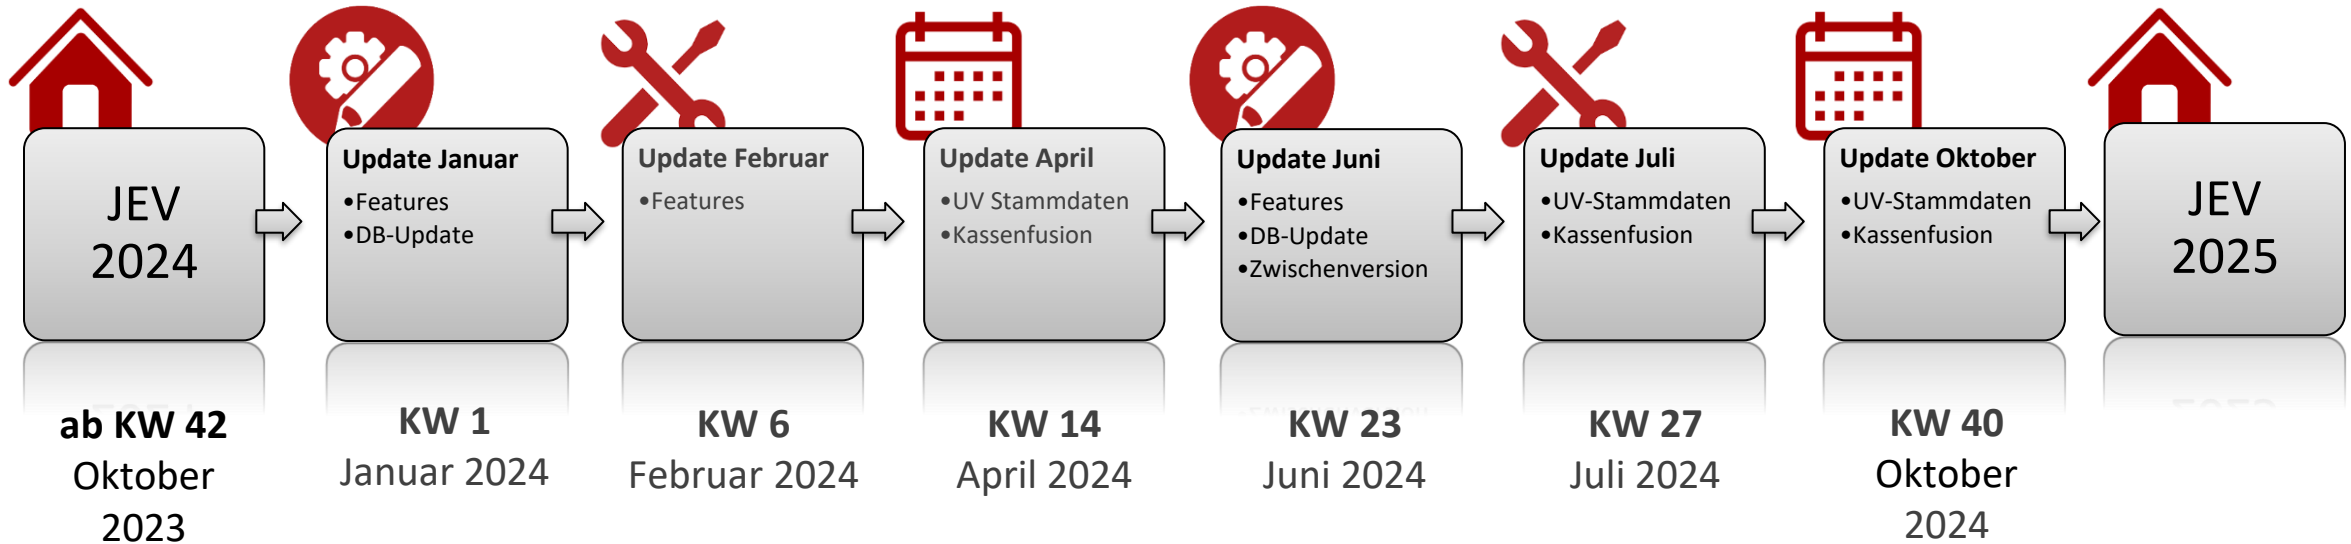 JEV
2024
ab KW 42
Oktober
2023
Update Januar
•Features
•DB-Update
KW 1
Januar 2024
Update Februar
•Features
KW 6
Februar 2024
Update April
•UV Stammdaten
•Kassenfusion
KW 14
April 2024
Update Juni
•Features
•DB-Update
•Zwischenversion
KW 23
Juni 2024
Update Juli
•UV-Stammdaten
•Kassenfusion
KW 27
Juli 2024
Update Oktober
•UV-Stammdaten
•Kassenfusion
KW 40
Oktober
2024
JEV
2025